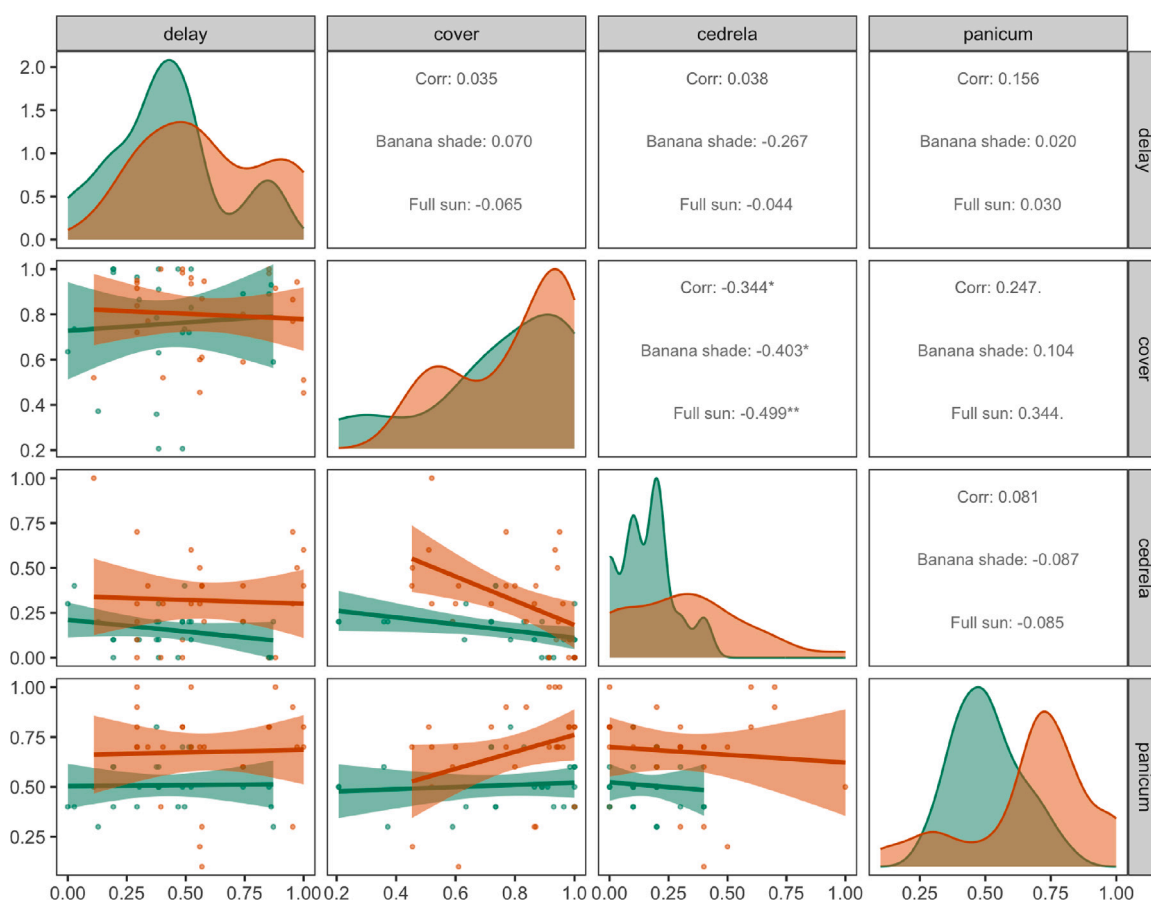 delay cover cedrela panicum
2.0
1.5
1.0
0.5
0.0
Corr: 0.035
Banana shade: 0.070
Full sun: -0.065
Corr: 0.038
Banana shade: -0.267
Full sun: -0.044
Corr: 0.156
Banana shade: 0.020
Full sun: 0.030
delay
1.0
0.8
0.6
0.4
0.2
Corr: -0.344*
Banana shade: -0.403*
Full sun: -0.499**
Corr: 0.247.
Banana shade: 0.104
Full sun: 0.344.
cover
1.00
0.75
0.50
0.25
0.00
Corr: 0.081
Banana shade: -0.087
Full sun: -0.085
cedrela
1.00
0.75
0.50
0.25
panicum
0.00 0.25 0.50 0.75 1.00 0.2 0.4 0.6 0.8 1.0 0.00 0.25 0.50 0.75 1.00 0.25 0.50 0.75 1.00